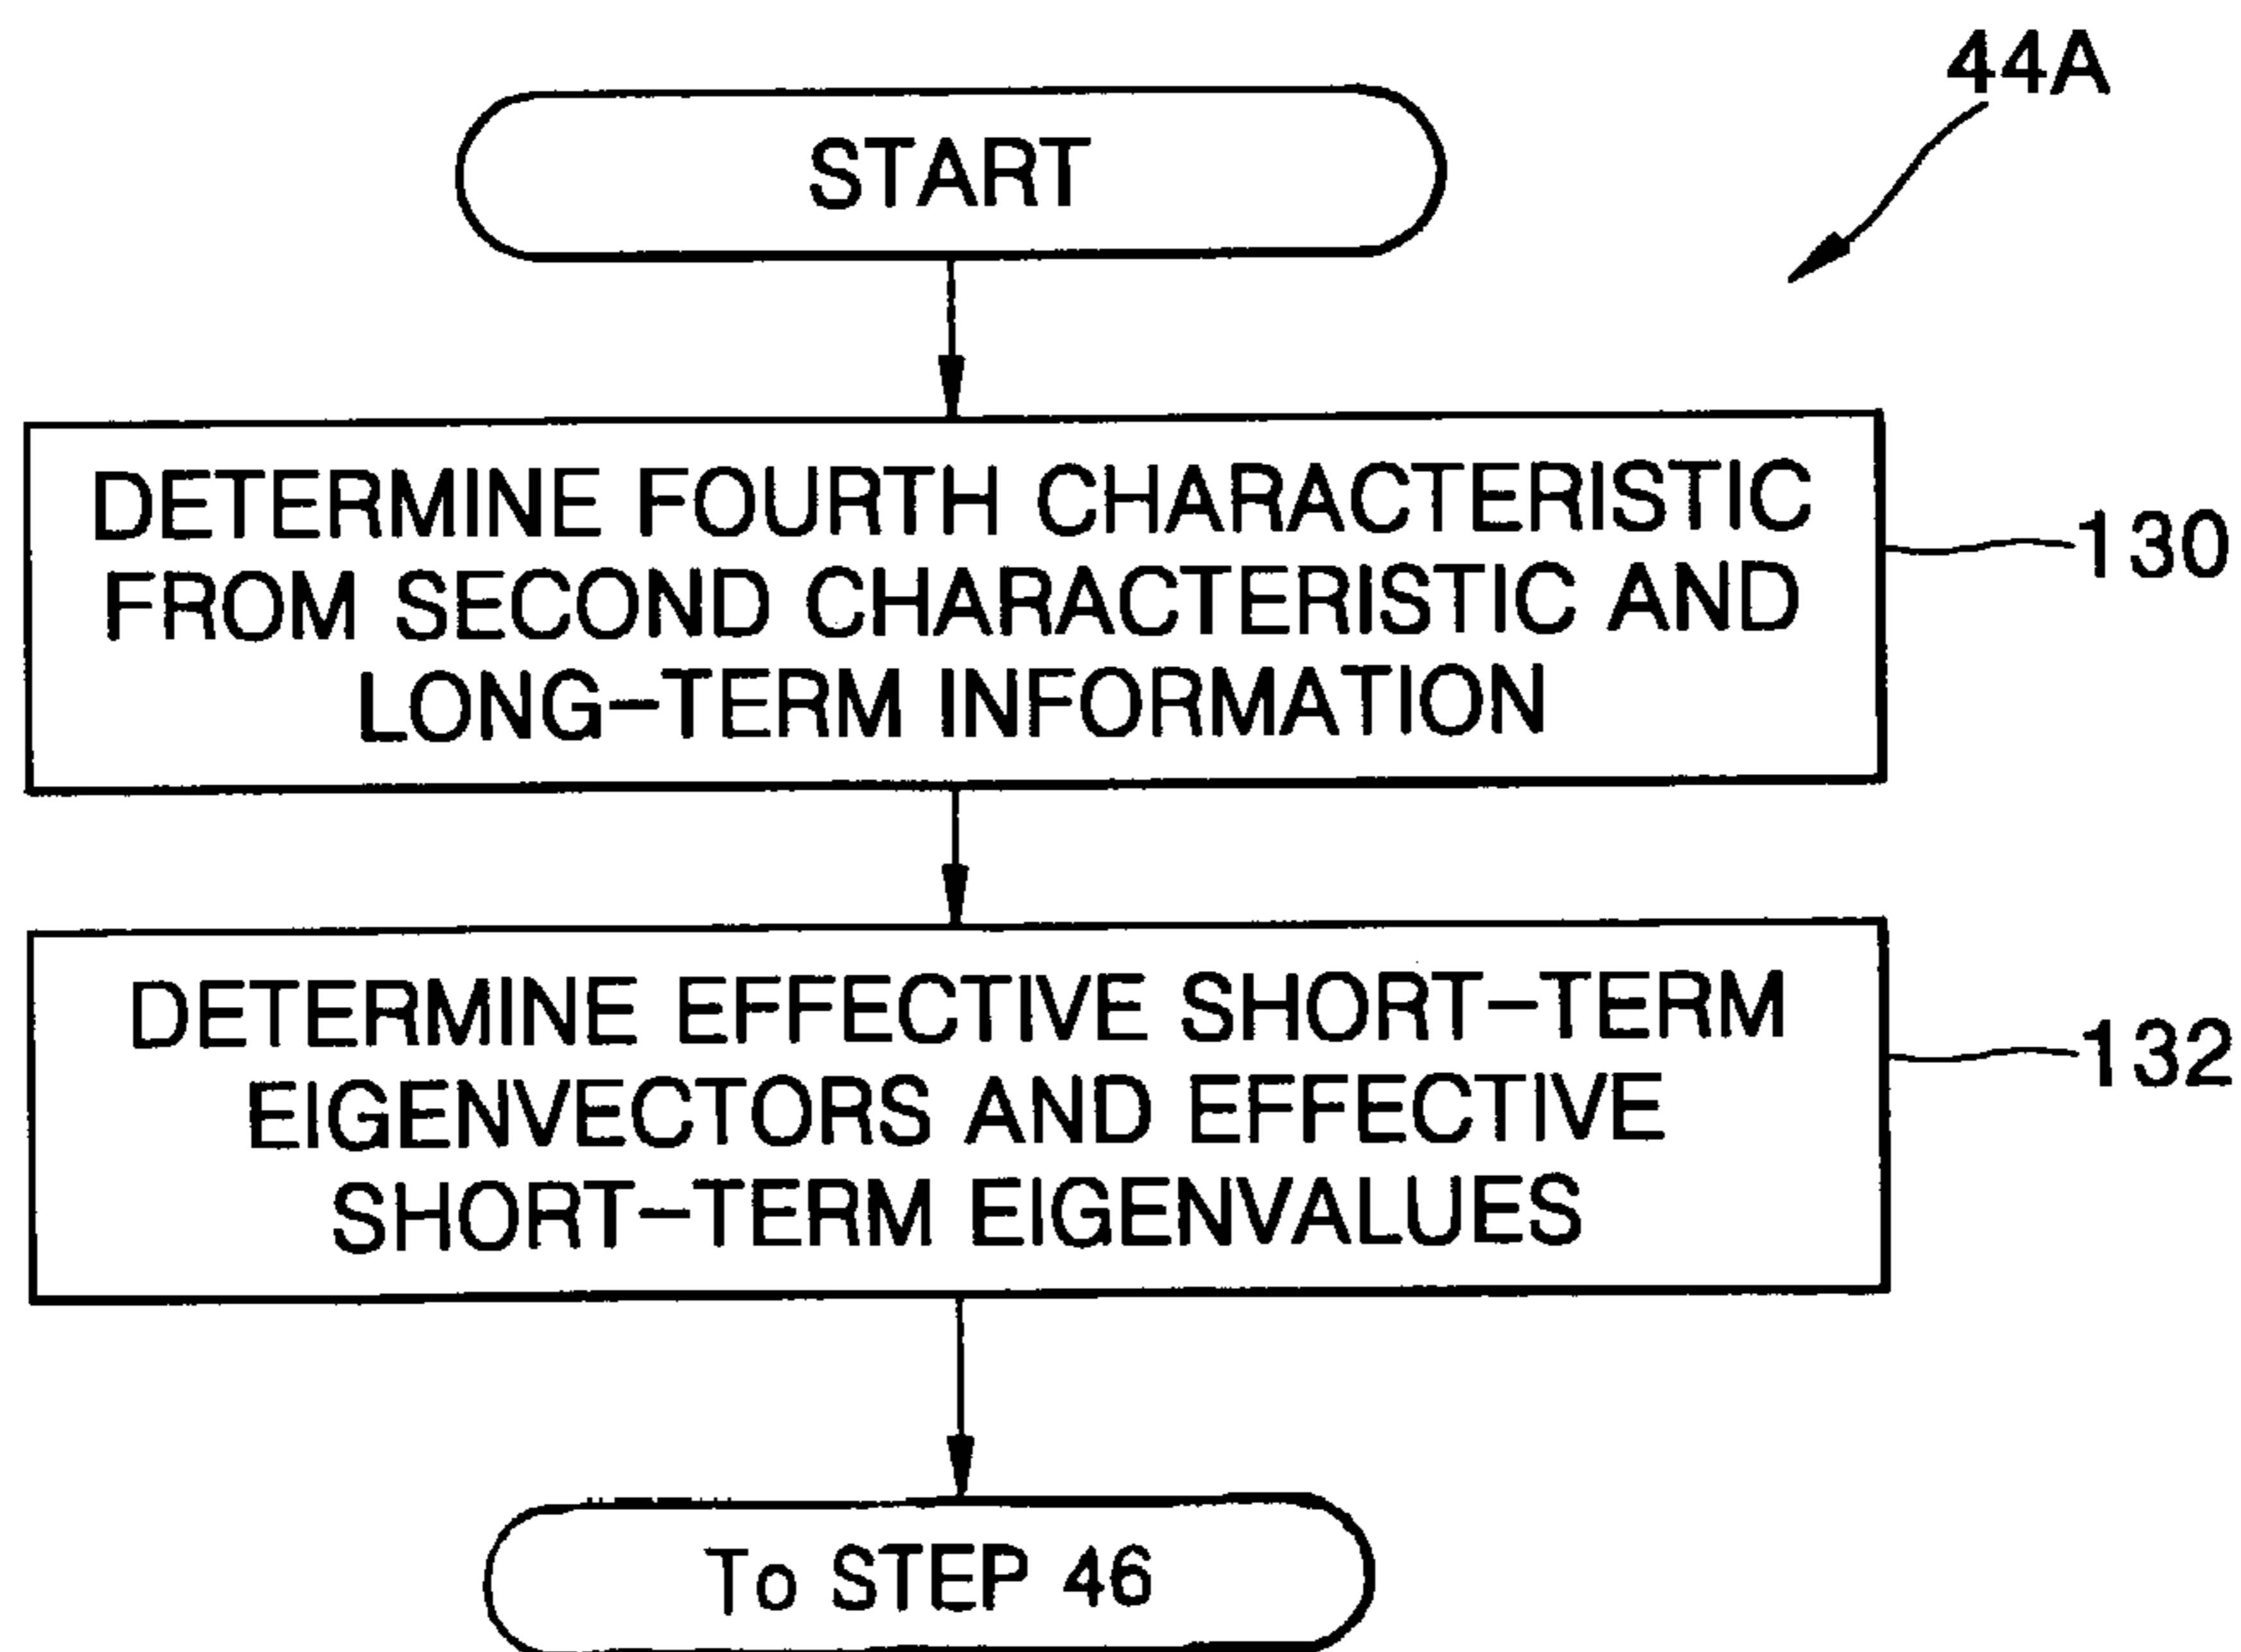 44A
START
DETERMINE FOURTH CHARACTERISTIC
FROM SECOND CHARACTERISTIC AND
LONG-TERM INFORMATION
130
DETERMINE EFFECTIVE SHORT-TERM
EIGENVECTORS AND EFFECTIVE
SHORT-TERM EIGENVALUES
132
To STEP 46